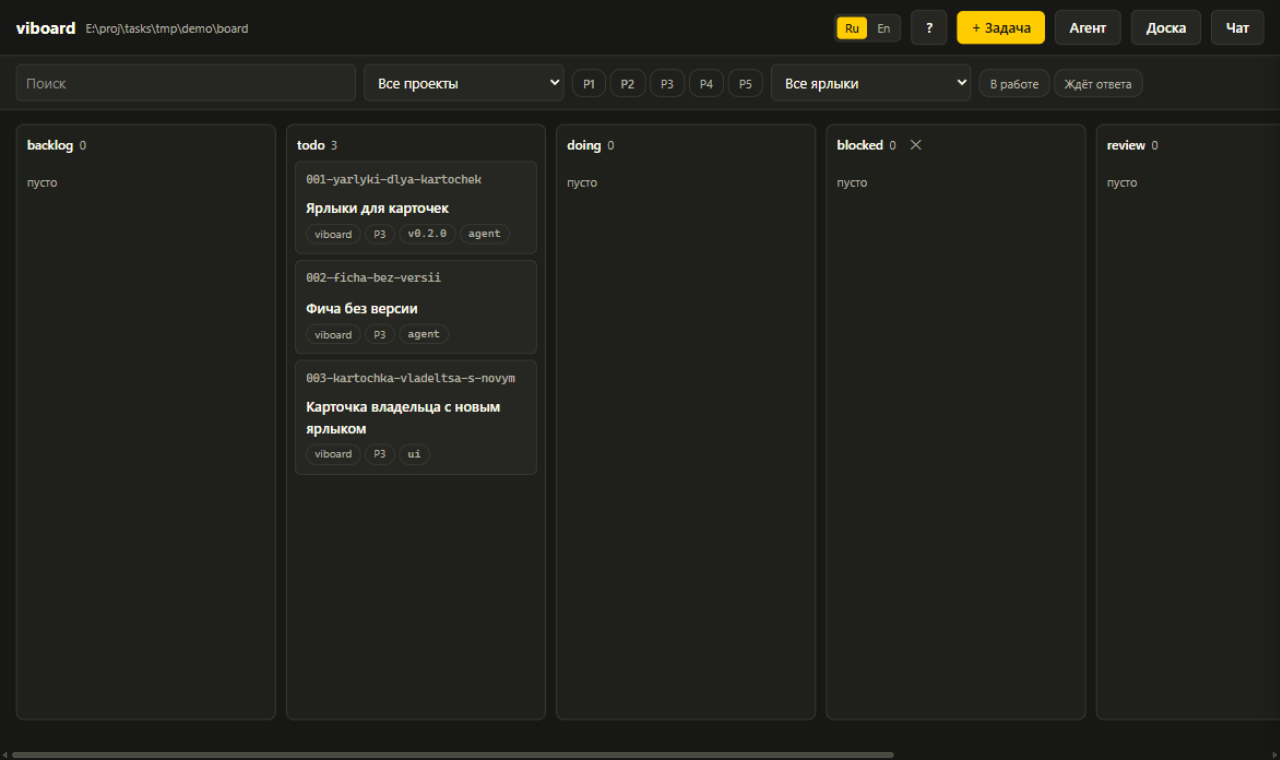 viboard E:\proj\tasks\tmp\demo\board Ru En ? + Задача Агент Доска Чат
Поиск Все проекты P1 P2 P3 P4 P5 Все ярлыки В работе Ждёт ответа
backlog 0
пусто
todo 3
001-yarlyki-dlya-kartochek
Ярлыки для карточек
viboard P3 v0.2.0 agent
002-ficha-bez-versii
Фича без версии
viboard P3 agent
003-kartochka-vladeltsa-s-novym
Карточка владельца с новым
ярлыком
viboard P3 ui
doing 0
пусто
blocked 0 ×
пусто
review 0
пусто